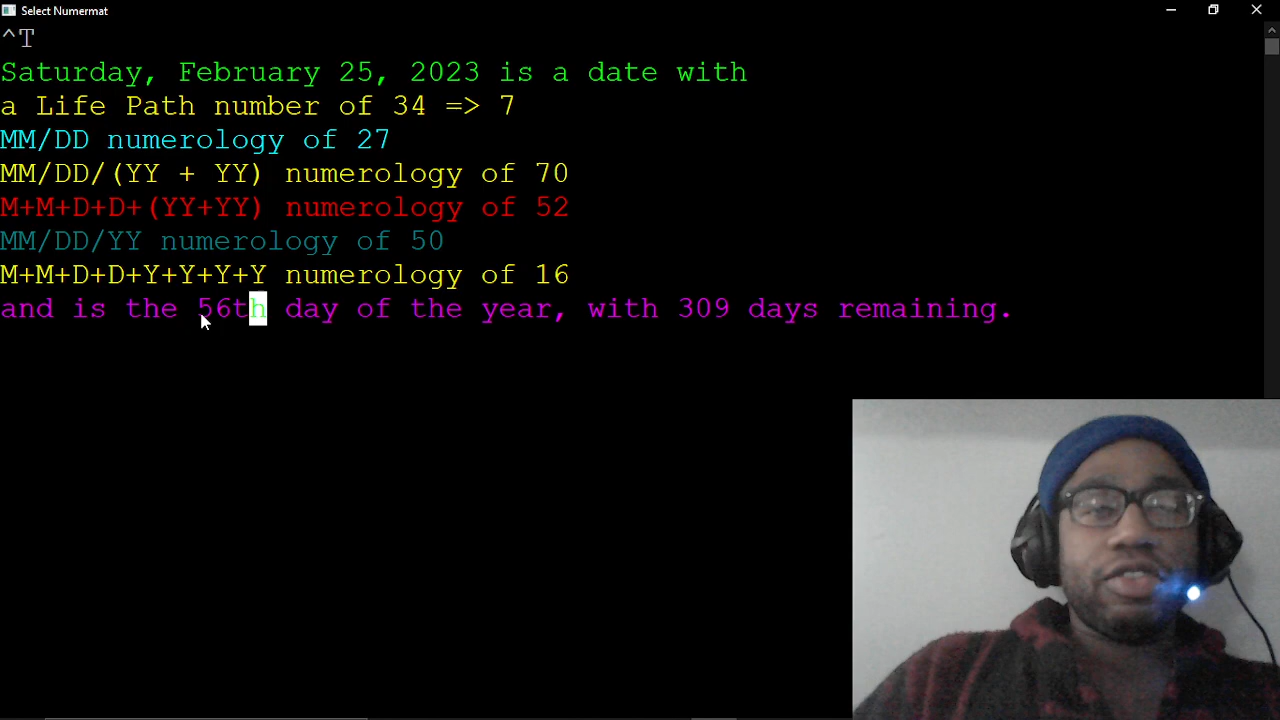 Select Numermat
^T
Saturday, February 25, 2023 is a date with
a Life Path number of 34 => 7
MM/DD numerology of 27
MM/DD/(YY + YY) numerology of 70
M+M+D+D+(YY+YY) numerology of 52
MM/DD/YY numerology of 50
M+M+D+D+Y+Y+Y+Y numerology of 16
and is the 56th day of the year, with 309 days remaining.